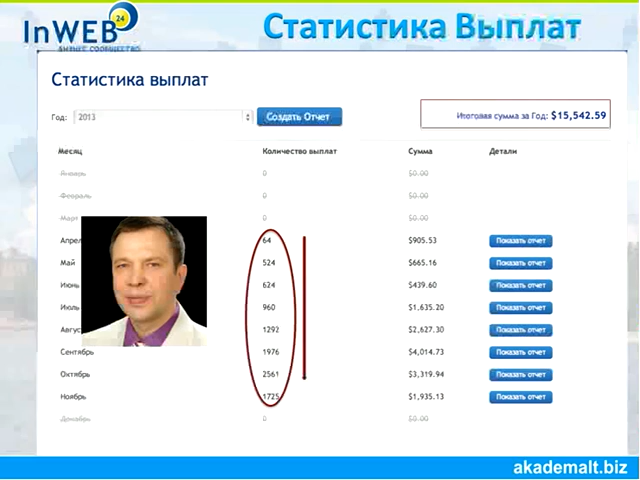 InWEB 24
БИЗНЕС СООБЩЕСТВО
Статистика Выплат
Статистика выплат
Год: 2013 Создать Отчет Итоговая сумма за Год: $15,542.59
Месяц Количество выплат Сумма Детали
Январь 0 $0.00
Февраль 0 $0.00
Март 0 $0.00
Апрел 64 $905.53 Показать отчет
Май 524 $665.16 Показать отчет
Июнь 624 $439.60 Показать отчет
Июль 960 $1,635.20 Показать отчет
Авгус 1292 $2,627.30 Показать отчет
Сентябрь 1976 $4,014.73 Показать отчет
Октябрь 2561 $3,319.94 Показать отчет
Ноябрь 1725 $1,935.13 Показать отчет
Декабрь 0 $0.00
akademalt.biz